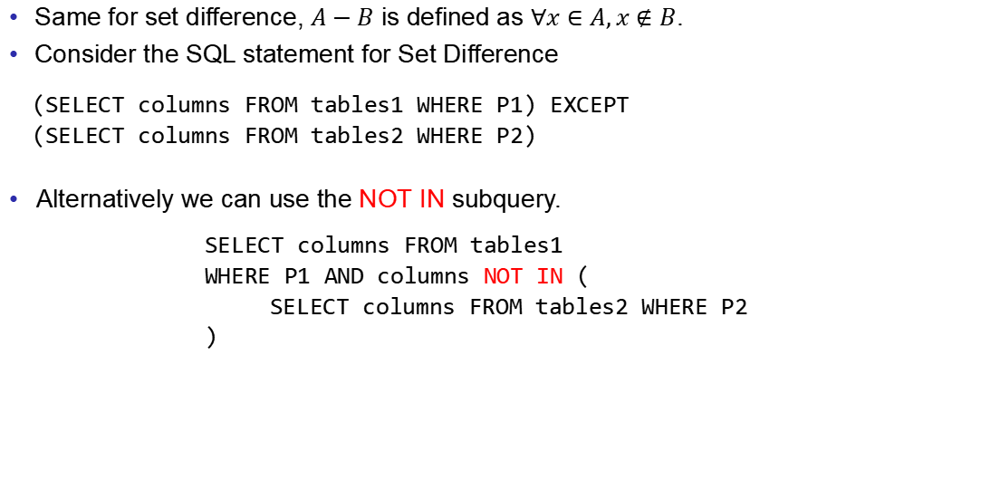 • Same for set difference, A − B is defined as ∀x ∈ A, x ∉ B.
• Consider the SQL statement for Set Difference
(SELECT columns FROM tables1 WHERE P1) EXCEPT
(SELECT columns FROM tables2 WHERE P2)
• Alternatively we can use the NOT IN subquery.
SELECT columns FROM tables1
WHERE P1 AND columns NOT IN (
SELECT columns FROM tables2 WHERE P2
)